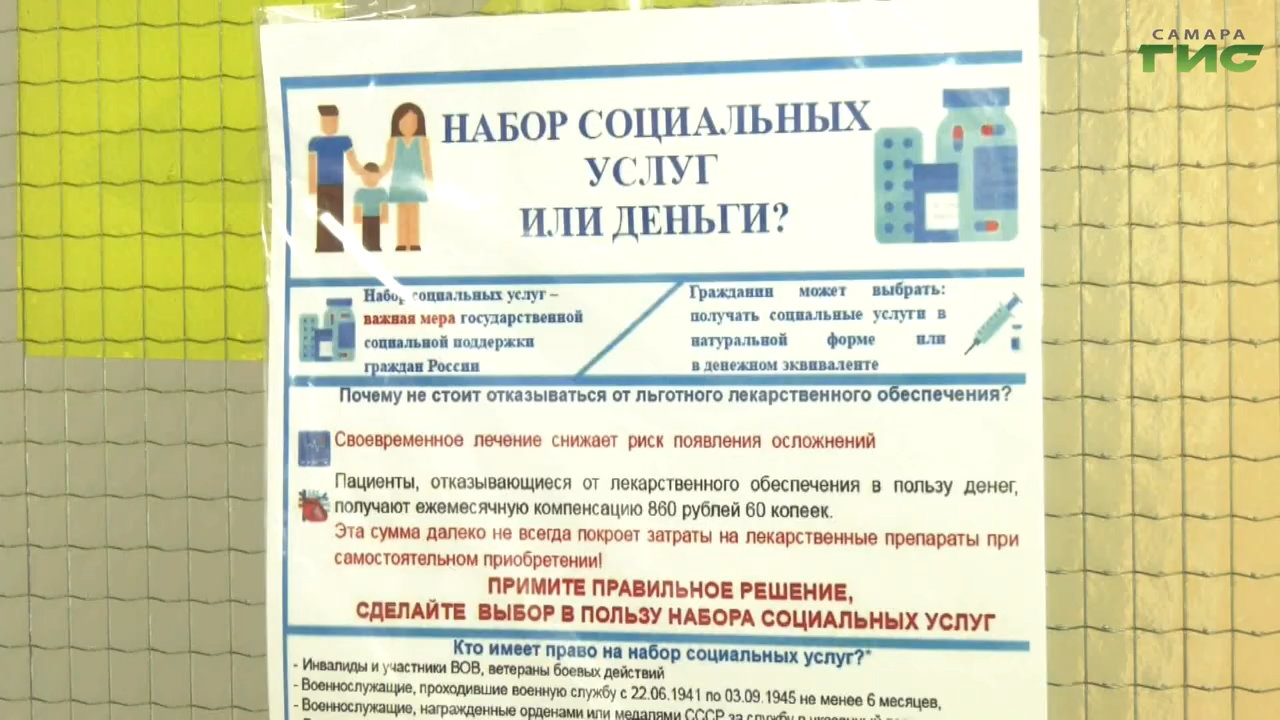 САМАРА
ГИС
НАБОР СОЦИАЛЬНЫХ
УСЛУГ
ИЛИ ДЕНЬГИ?
Набор социальных услуг –
важная мера государственной
социальной поддержки
граждан России
Гражданин может выбрать:
получать социальные услуги в
натуральной форме или
в денежном эквиваленте
Почему не стоит отказываться от льготного лекарственного обеспечения?
Своевременное лечение снижает риск появления осложнений
Пациенты, отказывающиеся от лекарственного обеспечения в пользу денег,
получают ежемесячную компенсацию 860 рублей 60 копеек.
Эта сумма далеко не всегда покроет затраты на лекарственные препараты при
самостоятельном приобретении!
ПРИМИТЕ ПРАВИЛЬНОЕ РЕШЕНИЕ,
СДЕЛАЙТЕ ВЫБОР В ПОЛЬЗУ НАБОРА СОЦИАЛЬНЫХ УСЛУГ
Кто имеет право на набор социальных услуг?*
- Инвалиды и участники ВОВ, ветераны боевых действий
- Военнослужащие, проходившие военную службу с 22.06.1941 по 03.09.1945 не менее 6 месяцев,
- Военнослужащие, награжденные орденами или медалями СССР за службу в